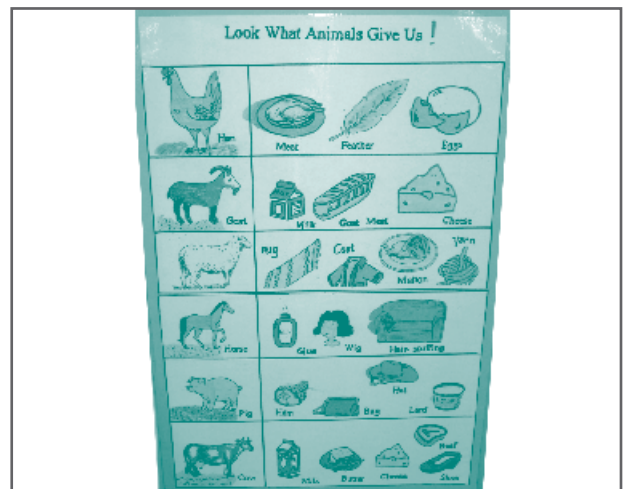 Look What Animals Give Us !
Hen
Meat
Feather
Eggs
Goat
Milk
Goat Meat
Cheese
rug
Coat
Mutton
Yarn
Horse
Glue
Wig
Hair stuffing
Pig
Ham
Bag
Hat
Lard
Cow
Milk
Butter
Cheese
Beef
Shoe